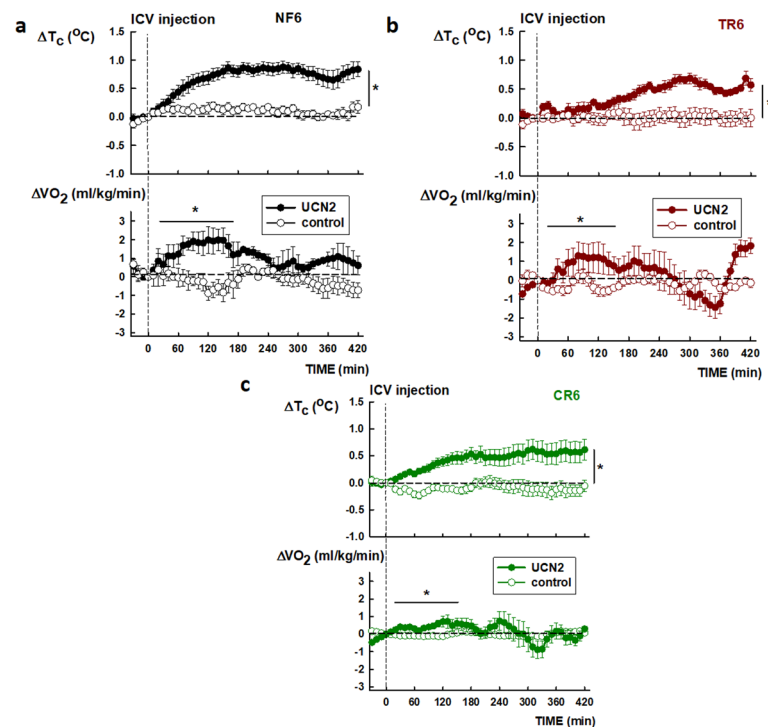 a
ICV injection NF6
ΔTc (OC)
1.5
1.0
0.5
0.0
-0.5
-1.0
*
ΔVO2 (ml/kg/min)
3
2
1
0
-1
-2
-3
*
UCN2
control
0 60 120 180 240 300 360 420
TIME (min)
b
ICV injection TR6
ΔTc (OC)
1.5
1.0
0.5
0.0
-0.5
-1.0
*
ΔVO2 (ml/kg/min)
3
2
1
0
-1
-2
-3
*
UCN2
control
0 60 120 180 240 300 360 420
TIME (min)
c
ICV injection CR6
ΔTc (OC)
1.5
1.0
0.5
0.0
-0.5
-1.0
*
ΔVO2 (ml/kg/min)
3
2
1
0
-1
-2
-3
*
UCN2
control
0 60 120 180 240 300 360 420
TIME (min)